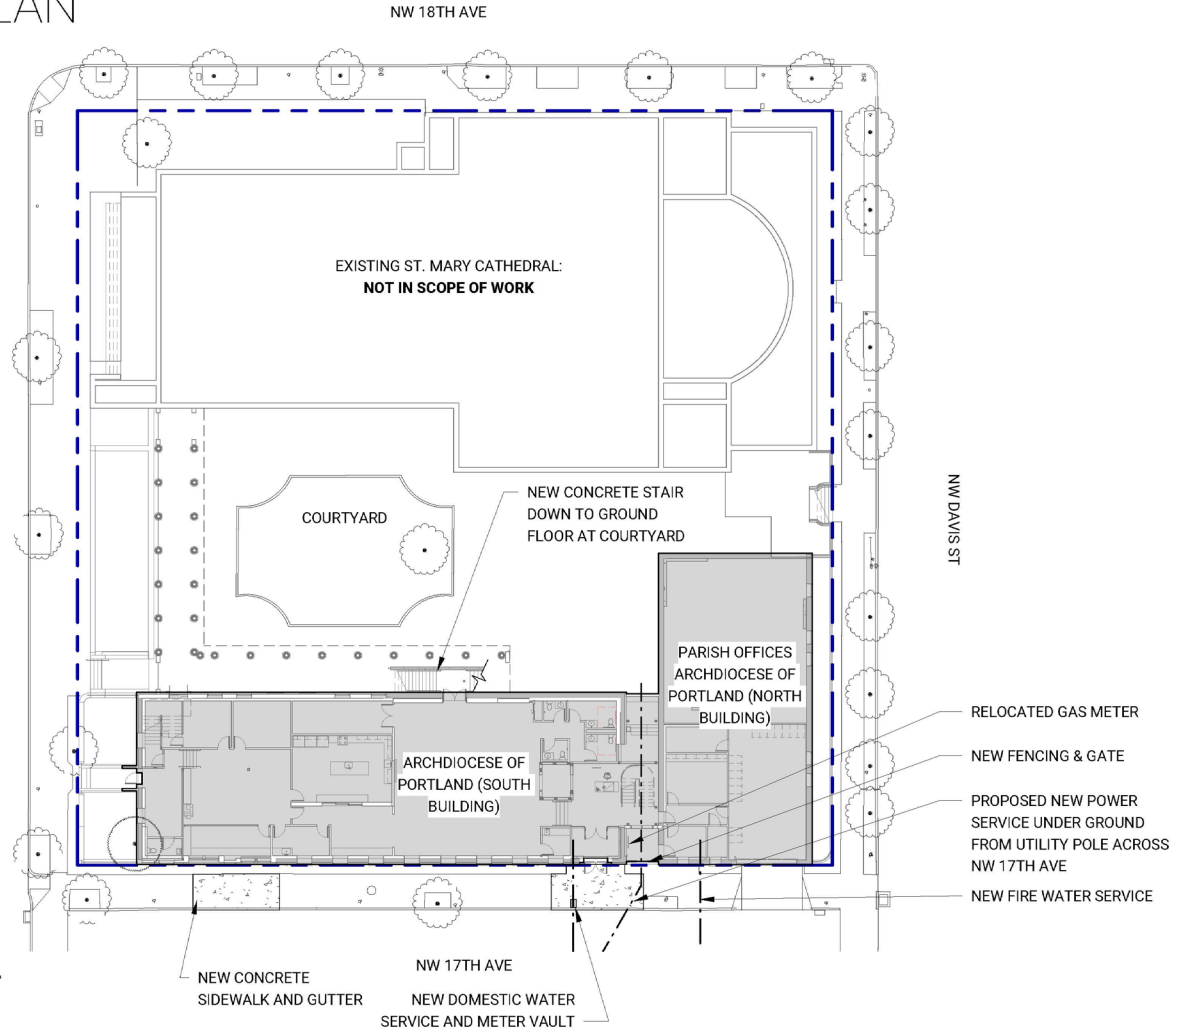 LAN
NW 18TH AVE
EXISTING ST. MARY CATHEDRAL:
NOT IN SCOPE OF WORK
NEW CONCRETE STAIR
DOWN TO GROUND
FLOOR AT COURTYARD
COURTYARD
NW DAVIS ST
PARISH OFFICES
ARCHDIOCESE OF
PORTLAND (NORTH
BUILDING)
ARCHDIOCESE OF
PORTLAND (SOUTH
BUILDING)
RELOCATED GAS METER
NEW FENCING & GATE
PROPOSED NEW POWER
SERVICE UNDER GROUND
FROM UTILITY POLE ACROSS
NW 17TH AVE
NEW FIRE WATER SERVICE
NW 17TH AVE
NEW CONCRETE
SIDEWALK AND GUTTER
NEW DOMESTIC WATER
SERVICE AND METER VAULT